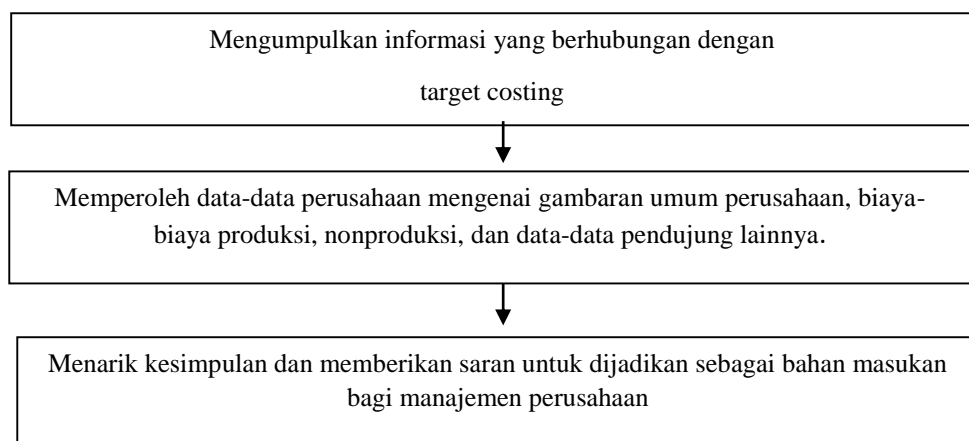 Mengumpulkan informasi yang berhubungan dengan
target costing
Memperoleh data-data perusahaan mengenai gambaran umum perusahaan, biaya-
biaya produksi, nonproduksi, dan data-data pendujung lainnya.
Menarik kesimpulan dan memberikan saran untuk dijadikan sebagai bahan masukan
bagi manajemen perusahaan